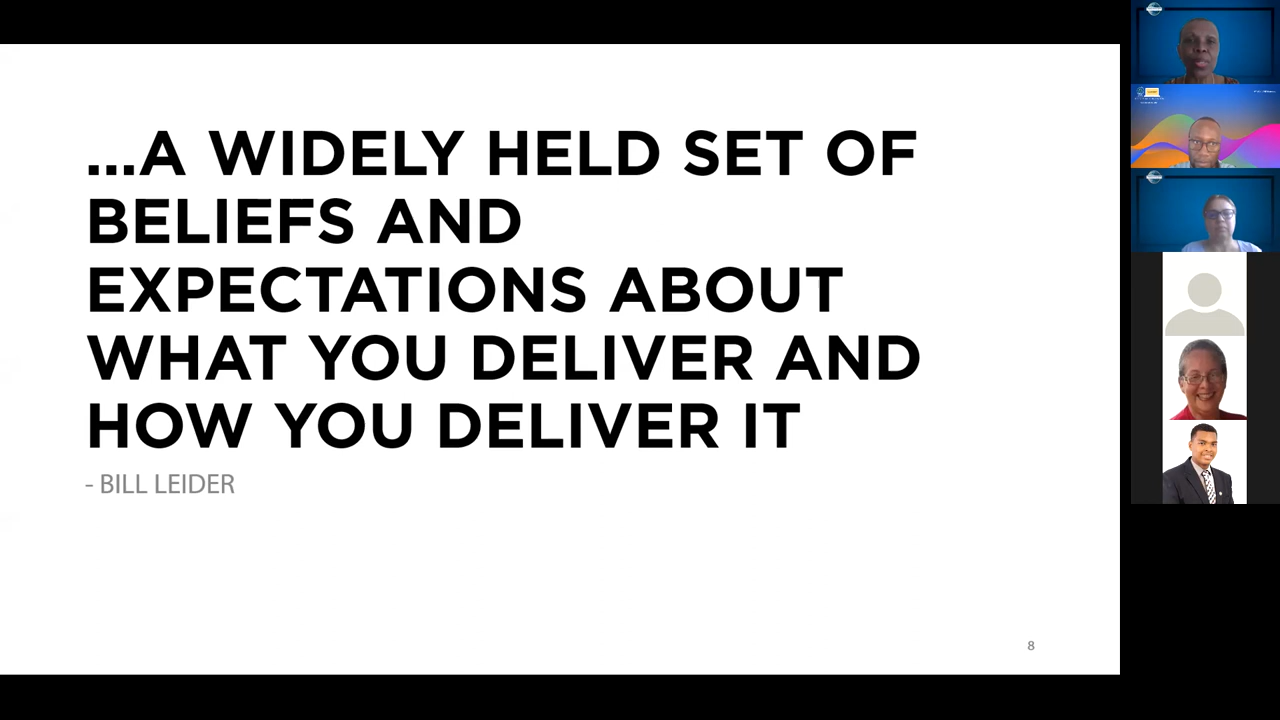 ...A WIDELY HELD SET OF
BELIEFS AND
EXPECTATIONS ABOUT
WHAT YOU DELIVER AND
HOW YOU DELIVER IT
- BILL LEIDER
8